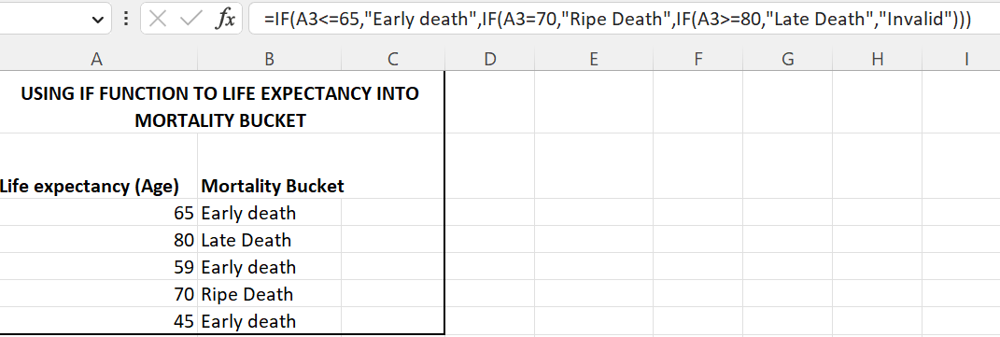 fx =IF(A3<=65,"Early death",IF(A3=70,"Ripe Death",IF(A3>=80,"Late Death","Invalid")))
A B C D E F G H I
USING IF FUNCTION TO LIFE EXPECTANCY INTO
MORTALITY BUCKET
Life expectancy (Age) Mortality Bucket
65 Early death
80 Late Death
59 Early death
70 Ripe Death
45 Early death